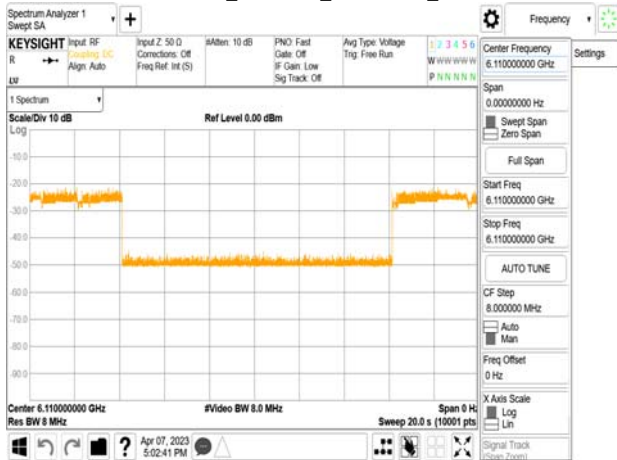 Spectrum Analyzer 1
Swept SA
+
Frequency
KEYSIGHT
R
Input: RF
Coupling: DC
Align: Auto
Input Z: 50 Ω
Corrections: Off
Freq Ref: Int (S)
#Atten: 10 dB
PNO: Fast
Gate: Off
IF Gain: Low
Sig Track: Off
Avg Type: Voltage
Trig: Free Run
1 2 3 4 5 6
W W W W W W
P N N N N N
Center Frequency
6.110000000 GHz
Settings
Span
0.00000000 Hz
Swept Span
Zero Span
Full Span
Start Freq
6.110000000 GHz
Stop Freq
6.110000000 GHz
AUTO TUNE
CF Step
8.000000 MHz
Auto
Man
Freq Offset
0 Hz
X Axis Scale
Log
Lin
Signal Track
(Span Zoom)
1 Spectrum
Scale/Div 10 dB
Ref Level 0.00 dBm
Log
-10.0
-20.0
-30.0
-40.0
-50.0
-60.0
-70.0
-80.0
-90.0
Center 6.110000000 GHz
#Video BW 8.0 MHz
Span 0 Hz
Res BW 8 MHz
Sweep 20.0 s (10001 pts
?
Apr 07, 2023
5:02:41 PM